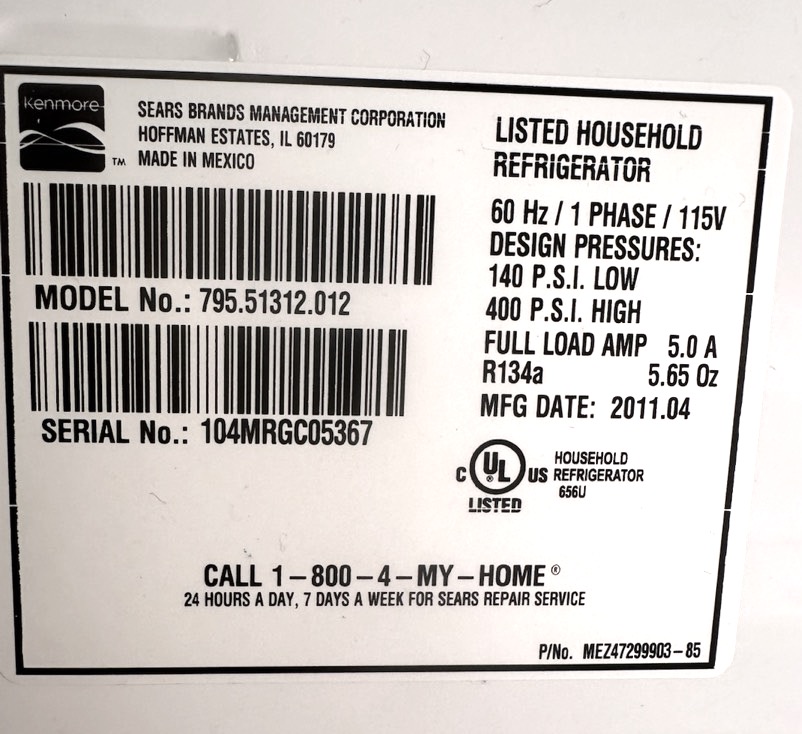 Kenmore
TM
SEARS BRANDS MANAGEMENT CORPORATION
HOFFMAN ESTATES, IL 60179
MADE IN MEXICO
MODEL No.: 795.51312.012
SERIAL No.: 104MRGC05367
LISTED HOUSEHOLD
REFRIGERATOR
60 Hz / 1 PHASE / 115V
DESIGN PRESSURES:
140 P.S.I. LOW
400 P.S.I. HIGH
FULL LOAD AMP 5.0 A
R134a 5.65 Oz
MFG DATE: 2011.04
C UL US
®
LISTED
HOUSEHOLD
REFRIGERATOR
656U
CALL 1-800-4-MY-HOME®
24 HOURS A DAY, 7 DAYS A WEEK FOR SEARS REPAIR SERVICE
P/No. MEZ47299903-85